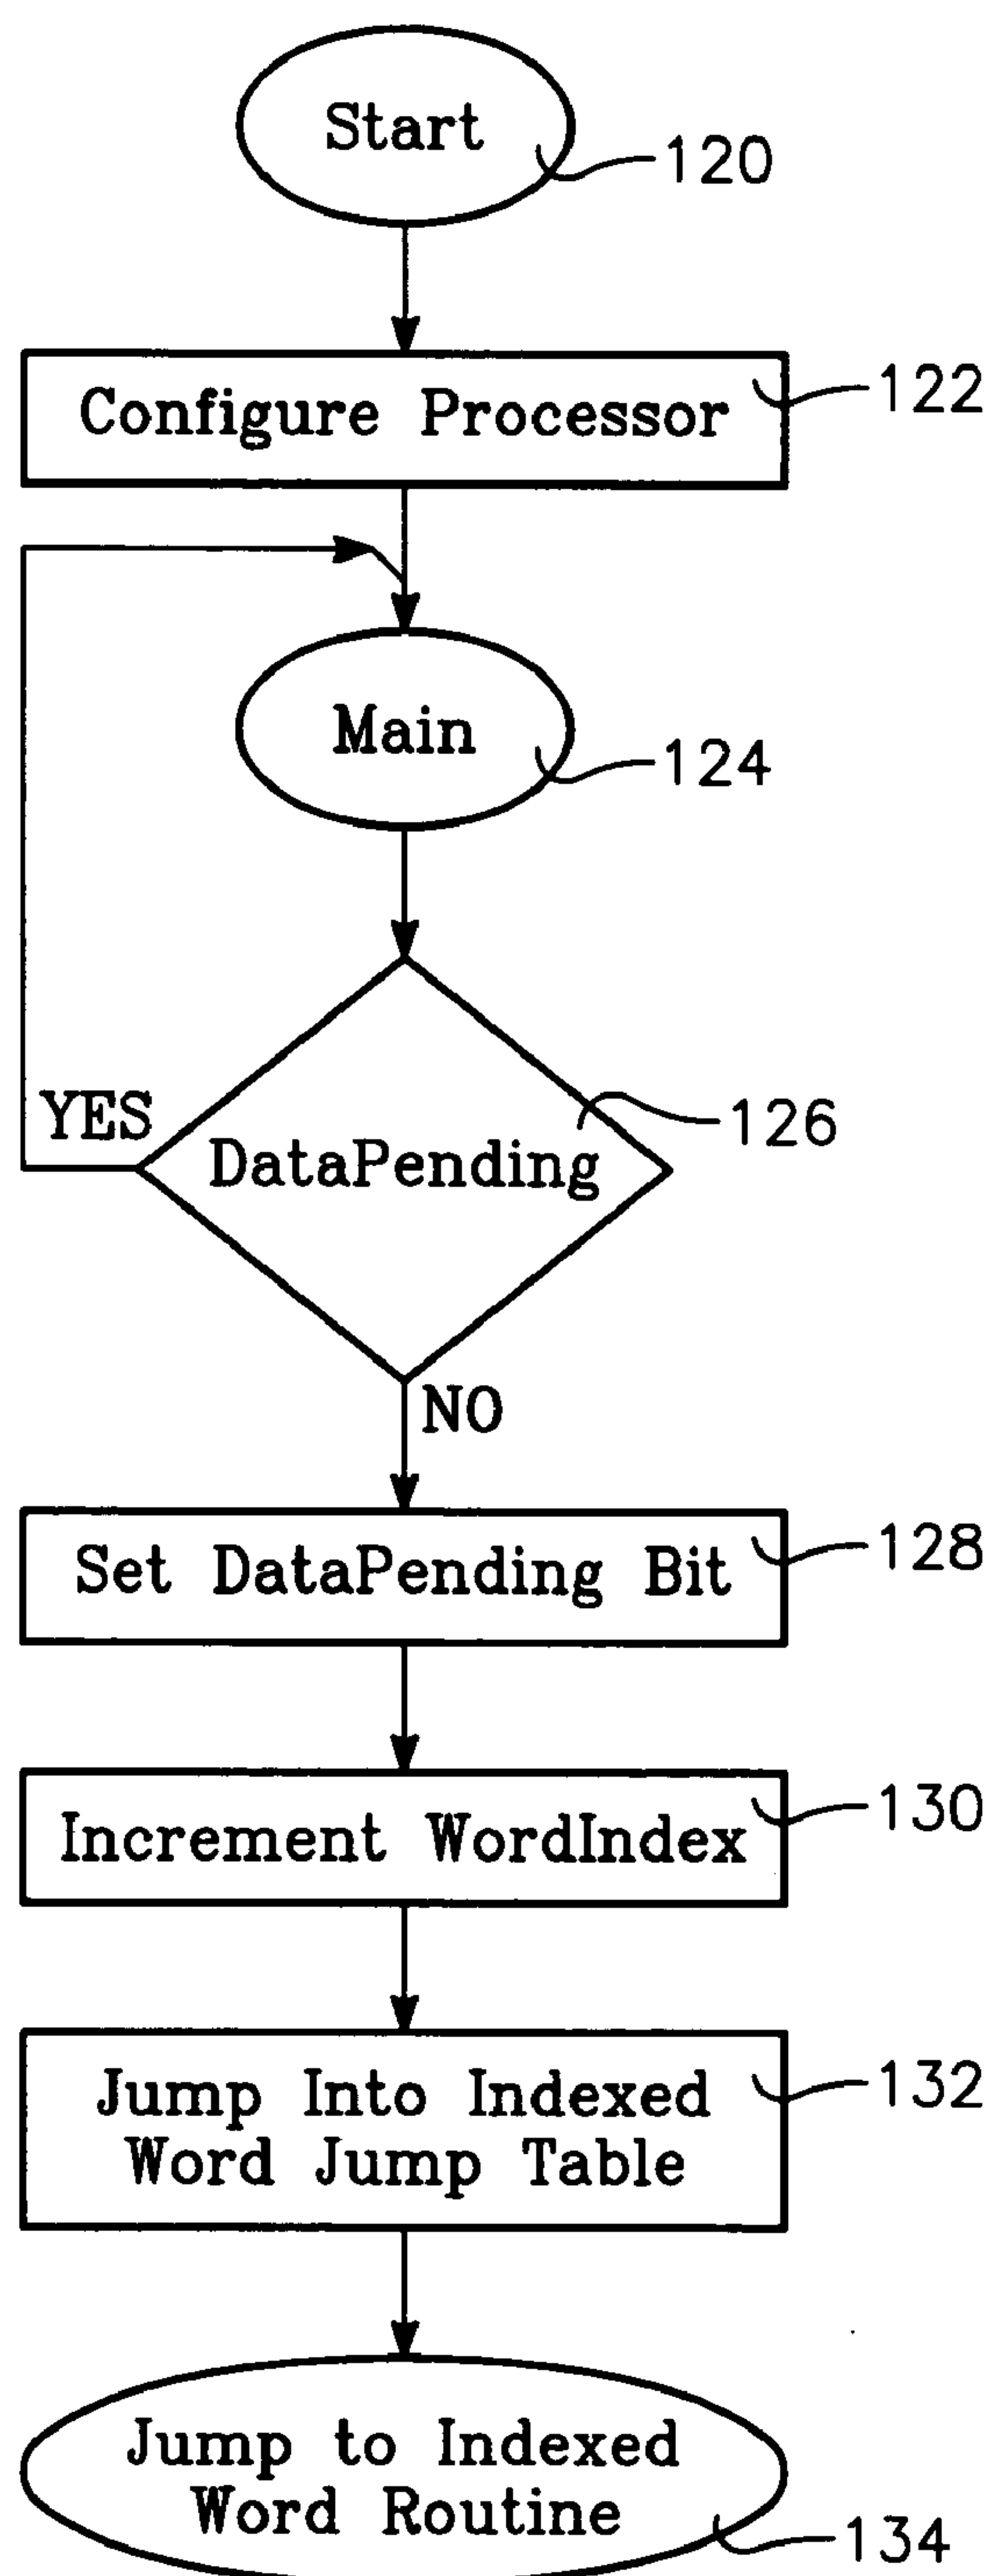 Start
120
Configure Processor
122
Main
124
YES
DataPending
126
NO
Set DataPending Bit
128
Increment WordIndex
130
Jump Into Indexed
Word Jump Table
132
Jump to Indexed
Word Routine
134